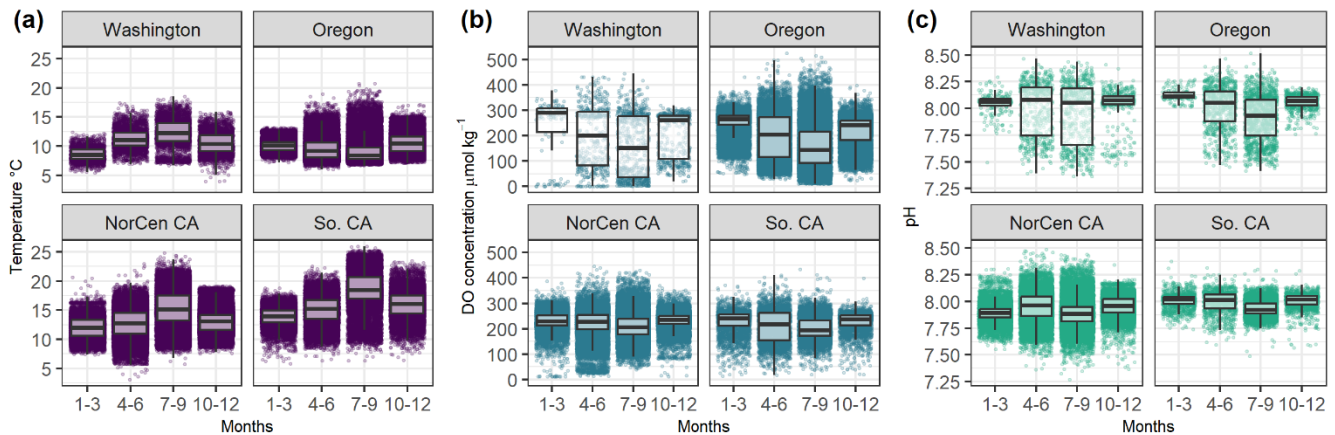 (a)
Washington
Oregon
25
20
15
10
5
NorCen CA
So. CA
25
20
15
10
5
Temperature °C
1-3 4-6 7-9 10-12
1-3 4-6 7-9 10-12
Months
(b)
Washington
Oregon
500
400
300
200
100
0
NorCen CA
So. CA
500
400
300
200
100
0
DO concentration μmol kg⁻¹
1-3 4-6 7-9 10-12
1-3 4-6 7-9 10-12
Months
(c)
Washington
Oregon
8.50
8.25
8.00
7.75
7.50
7.25
NorCen CA
So. CA
8.50
8.25
8.00
7.75
7.50
7.25
pH
1-3 4-6 7-9 10-12
1-3 4-6 7-9 10-12
Months